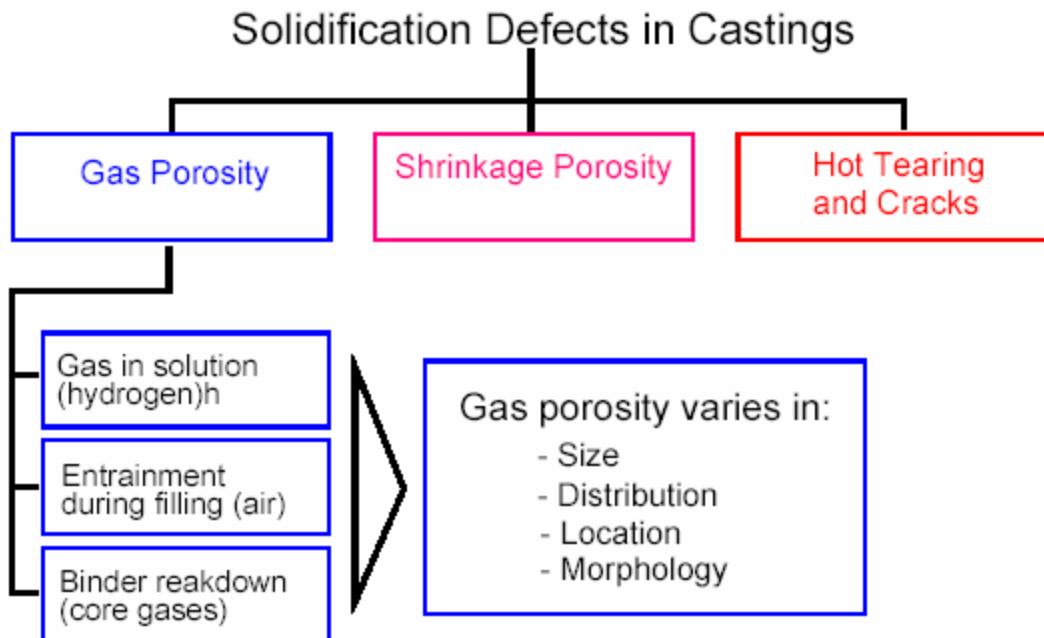 Solidification Defects in Castings
Gas Porosity
Shrinkage Porosity
Hot Tearing
and Cracks
Gas in solution
(hydrogen)h
Entrainment
during filling (air)
Binder reakdown
(core gases)
Gas porosity varies in:
- Size
- Distribution
- Location
- Morphology